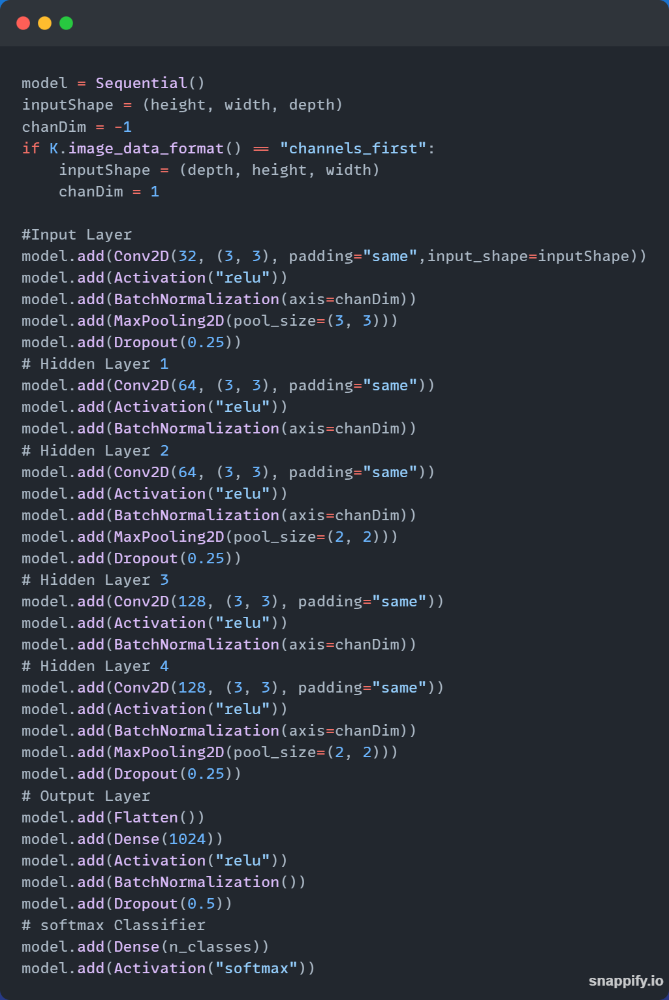 model = Sequential()
inputShape = (height, width, depth)
chanDim = -1
if K.image_data_format() == "channels_first":
    inputShape = (depth, height, width)
    chanDim = 1

#Input Layer
model.add(Conv2D(32, (3, 3), padding="same",input_shape=inputShape))
model.add(Activation("relu"))
model.add(BatchNormalization(axis=chanDim))
model.add(MaxPooling2D(pool_size=(3, 3)))
model.add(Dropout(0.25))
# Hidden Layer 1
model.add(Conv2D(64, (3, 3), padding="same"))
model.add(Activation("relu"))
model.add(BatchNormalization(axis=chanDim))
# Hidden Layer 2
model.add(Conv2D(64, (3, 3), padding="same"))
model.add(Activation("relu"))
model.add(BatchNormalization(axis=chanDim))
model.add(MaxPooling2D(pool_size=(2, 2)))
model.add(Dropout(0.25))
# Hidden Layer 3
model.add(Conv2D(128, (3, 3), padding="same"))
model.add(Activation("relu"))
model.add(BatchNormalization(axis=chanDim))
# Hidden Layer 4
model.add(Conv2D(128, (3, 3), padding="same"))
model.add(Activation("relu"))
model.add(BatchNormalization(axis=chanDim))
model.add(MaxPooling2D(pool_size=(2, 2)))
model.add(Dropout(0.25))
# Output Layer
model.add(Flatten())
model.add(Dense(1024))
model.add(Activation("relu"))
model.add(BatchNormalization())
model.add(Dropout(0.5))
# softmax Classifier
model.add(Dense(n_classes))
model.add(Activation("softmax"))
snappify.io